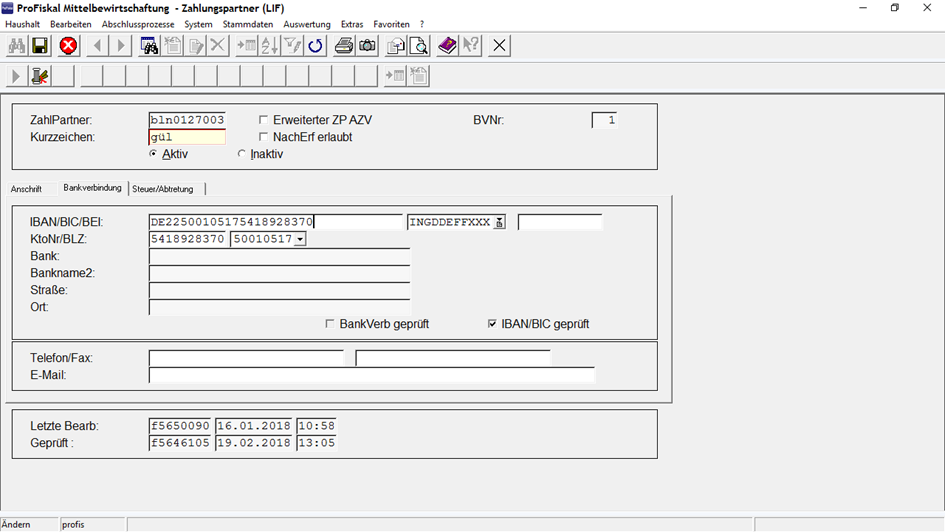 ProFiskal Mittelbewirtschaftung - Zahlungspartner (LIF)
Haushalt Bearbeiten Abschlussprozesse System Stammdaten Auswertung Extras Favoriten ?
ZahlPartner: bln0127003 Erweiterter ZP AZV BVNr: 1
Kurzzeichen: gül NachErf erlaubt
Aktiv Inaktiv
Anschrift Bankverbindung Steuer/Abtretung
IBAN/BIC/BEI: DE22500105175418928370 INGDDEFFXXX
KtoNr/BLZ: 5418928370 50010517
Bank:
Bankname2:
Straße:
Ort:
BankVerb geprüft IBAN/BIC geprüft
Telefon/Fax:
E-Mail:
Letzte Bearb: f5650090 16.01.2018 10:58
Geprüft : f5646105 19.02.2018 13:05
Ändern profis